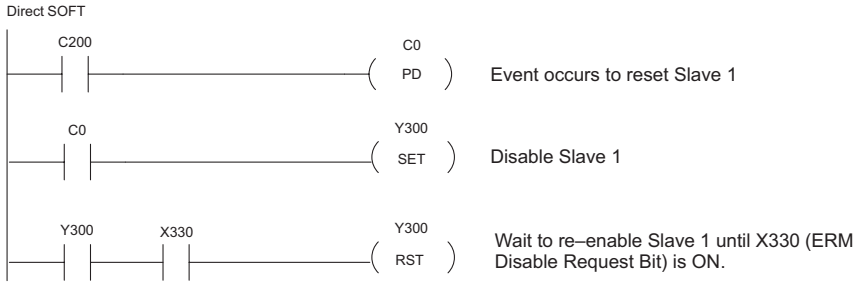 Direct SOFT
C200
C0
PD
Event occurs to reset Slave 1
C0
Y300
SET
Disable Slave 1
Y300
X330
Y300
RST
Wait to re–enable Slave 1 until X330 (ERM
Disable Request Bit) is ON.